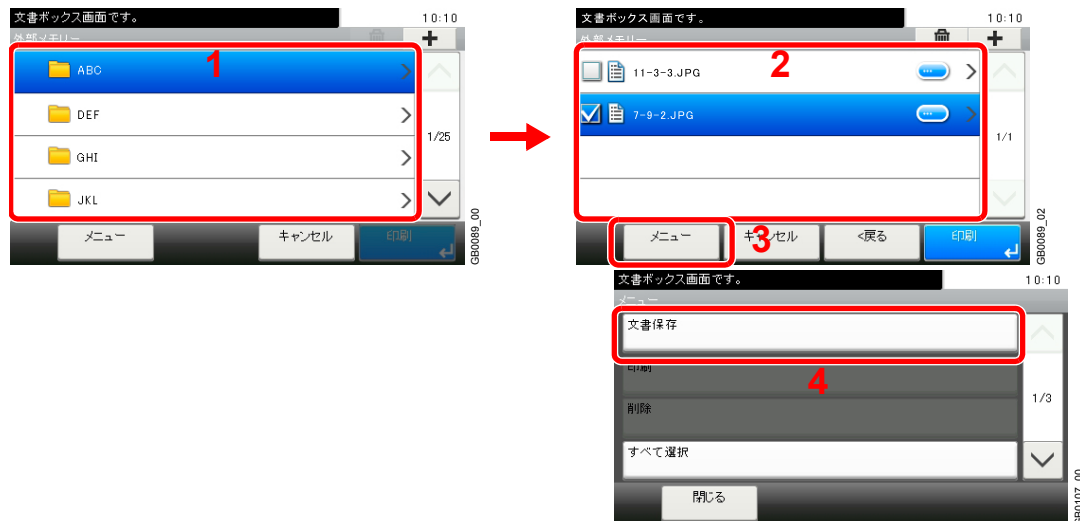 文書ボックス画面です。
10:10
外部メモリー
ABC
DEF
GHI
JKL
1/25
メニュー
キャンセル
印刷
GB0089_00
1
文書ボックス画面です。
10:10
外部メモリー
11-3-3.JPG
7-9-2.JPG
1/1
メニュー
キャンセル
<戻る
印刷
GB0089_02
2
3
文書ボックス画面です。
10:10
メニュー
文書保存
印刷
削除
すべて選択
1/3
閉じる
GB0107_00
4